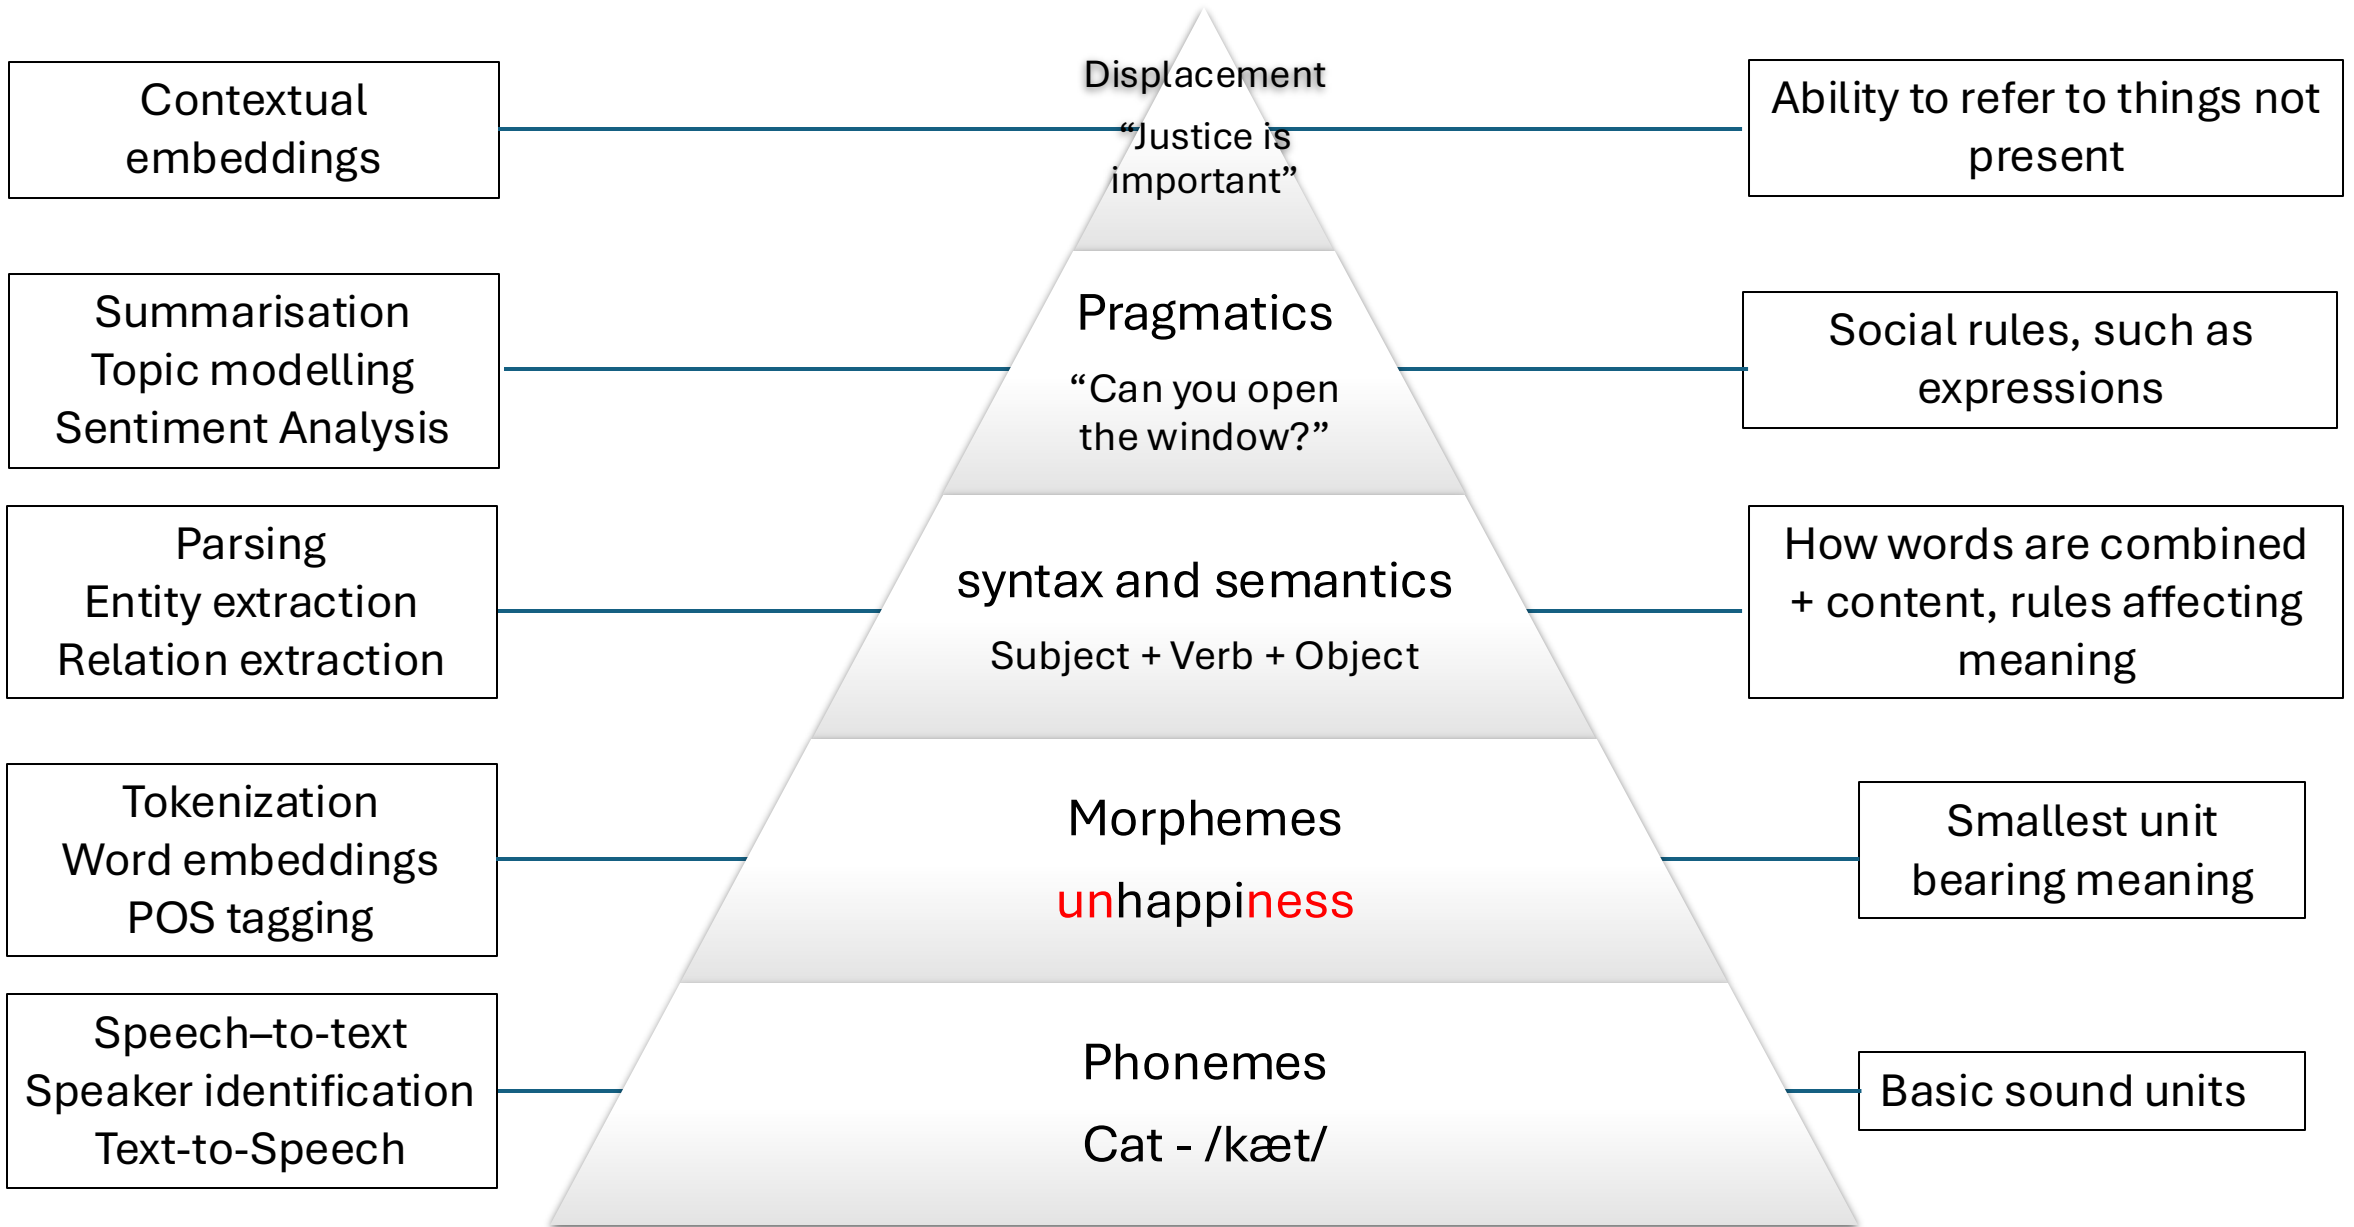 Contextual
embeddings
Displacement
“Justice is
important”
Ability to refer to things not
present
Summarisation
Topic modelling
Sentiment Analysis
Pragmatics
“Can you open
the window?”
Social rules, such as
expressions
Parsing
Entity extraction
Relation extraction
syntax and semantics
Subject + Verb + Object
How words are combined
+ content, rules affecting
meaning
Tokenization
Word embeddings
POS tagging
Morphemes
unhappiness
Smallest unit
bearing meaning
Speech–to-text
Speaker identification
Text-to-Speech
Phonemes
Cat - /kæt/
Basic sound units